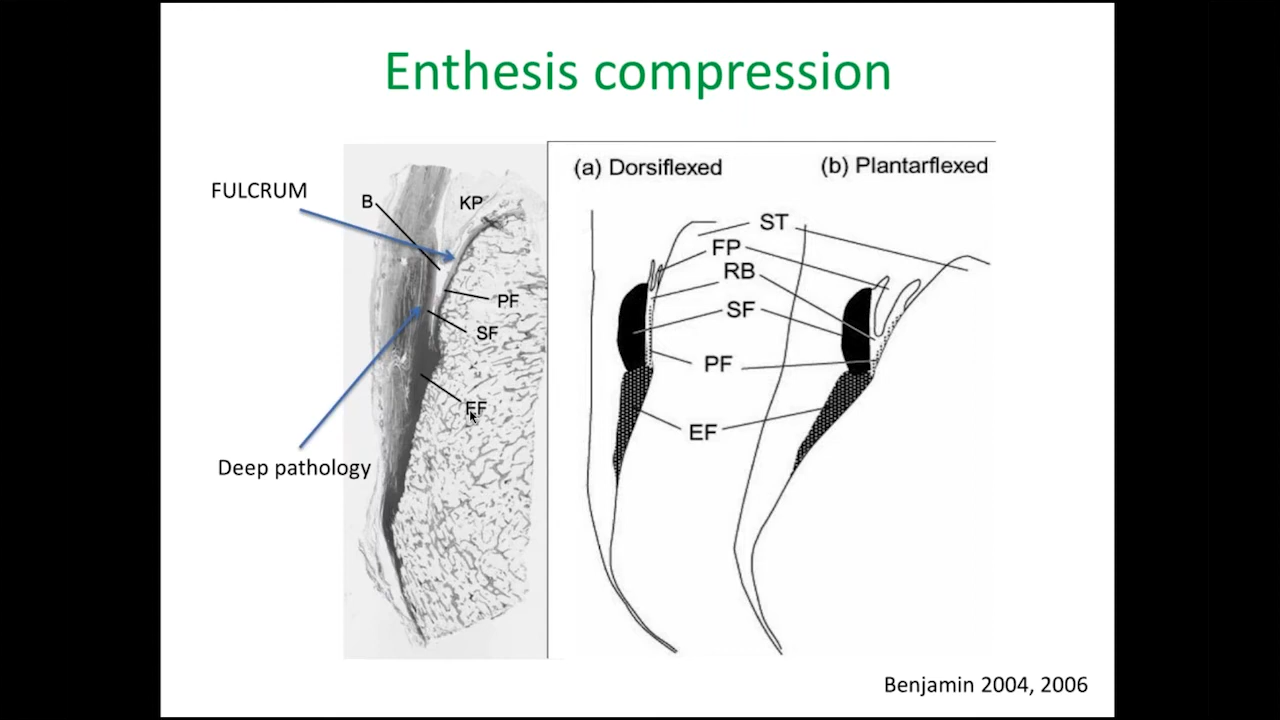 Enthesis compression
FULCRUM
B
KP
PF
SF
EF
Deep pathology
(a) Dorsiflexed
(b) Plantarflexed
ST
FP
RB
SF
PF
EF
Benjamin 2004, 2006